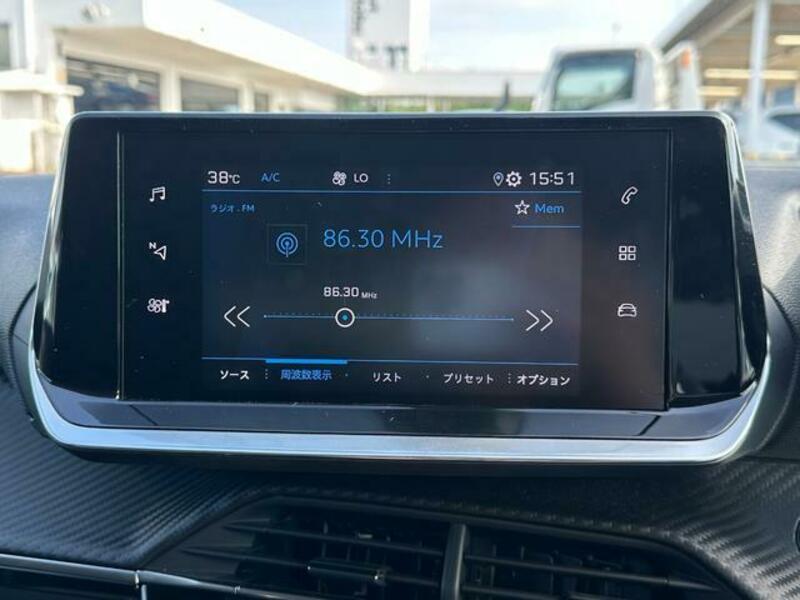 38°C A/C LO 15:51
ラジオ . FM
Mem
86.30 MHz
86.30 MHz
N
ソース 周波数表示 リスト プリセット オプション